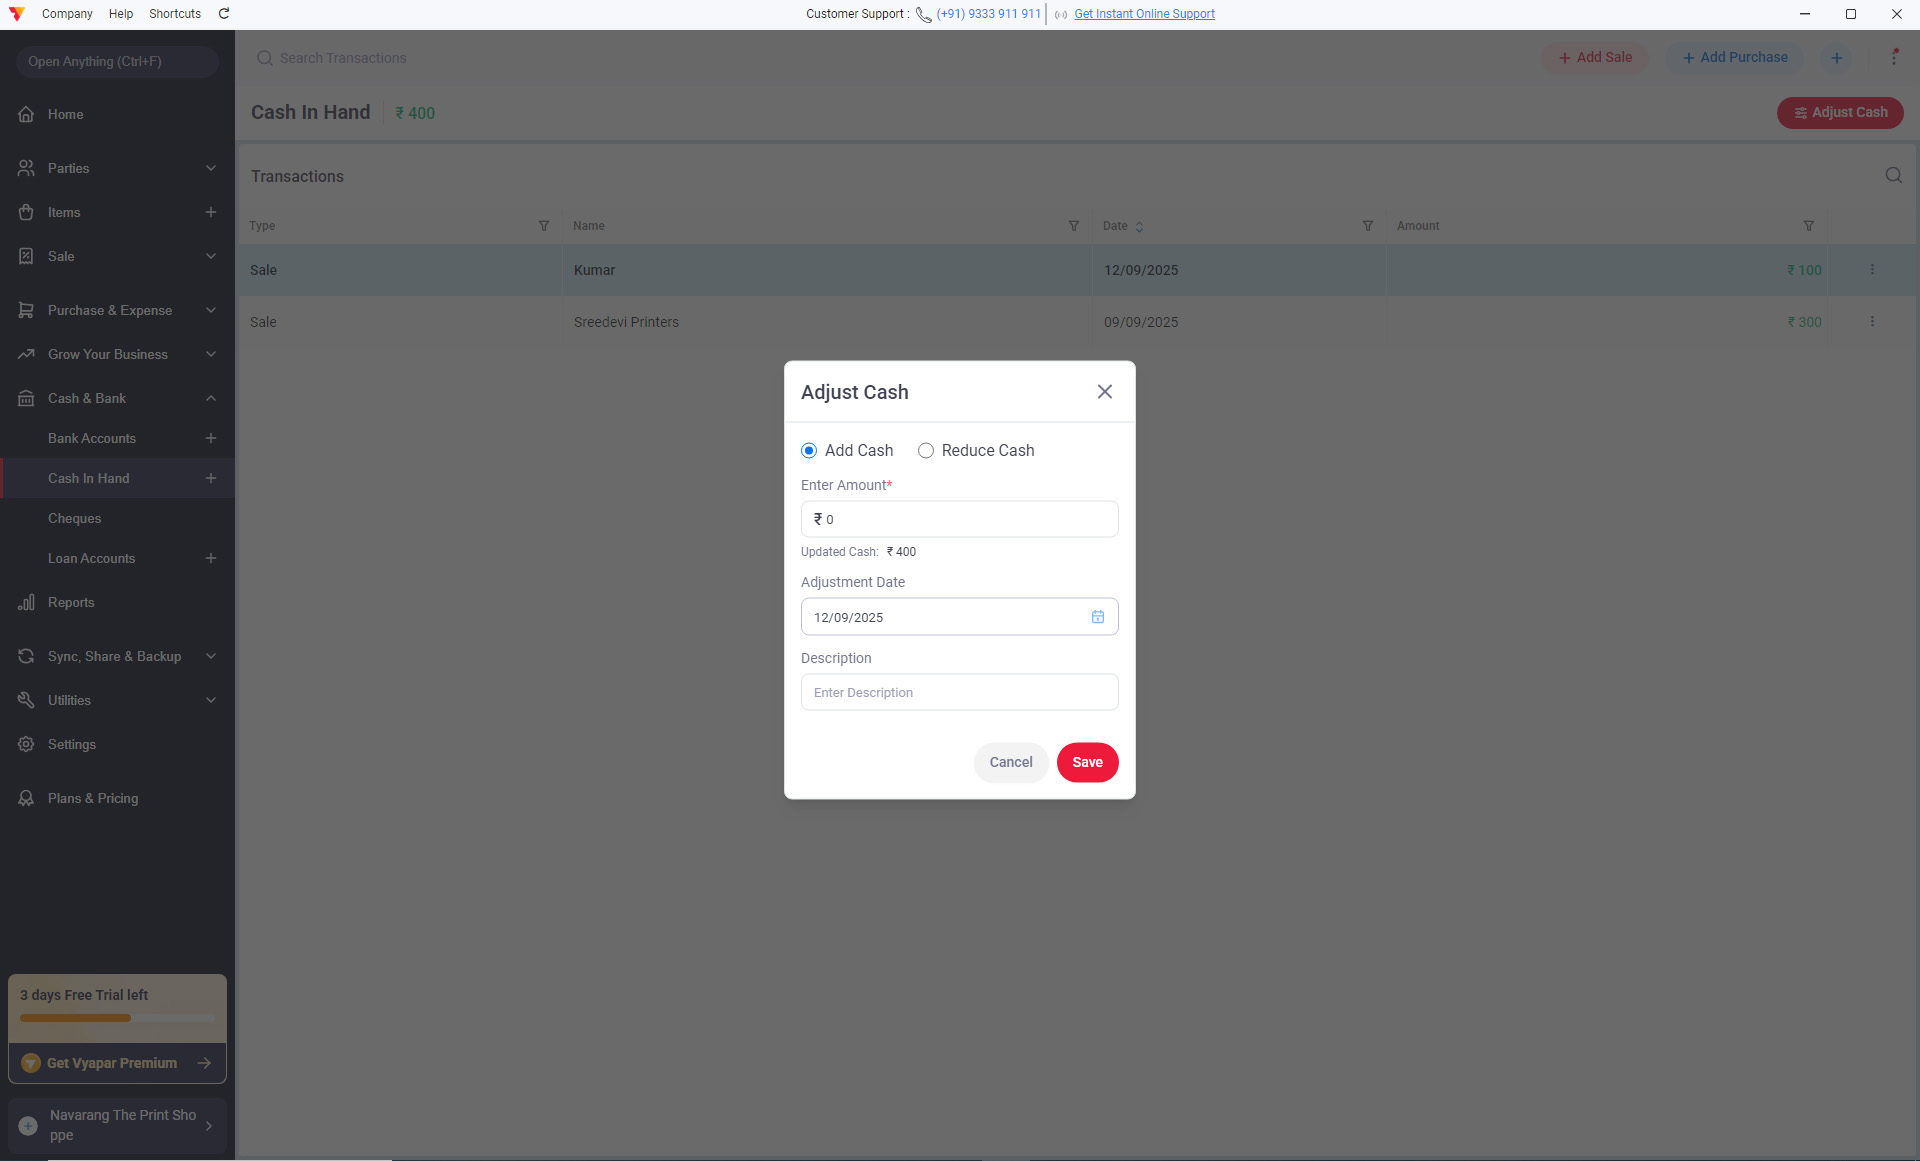 Company Help Shortcuts
Customer Support : (+91) 9333 911 911 Get Instant Online Support
Open Anything (Ctrl+F)
Home
Parties
Items
Sale
Purchase & Expense
Grow Your Business
Cash & Bank
Bank Accounts
Cash In Hand
Cheques
Loan Accounts
Reports
Sync, Share & Backup
Utilities
Settings
Plans & Pricing
3 days Free Trial left
Get Vyapar Premium
Navarang The Print Sho
ppe
Search Transactions
+ Add Sale + Add Purchase
Cash In Hand ₹ 400 Adjust Cash
Transactions
Type Name Date Amount
Sale Kumar 12/09/2025 ₹ 100
Sale Sreedevi Printers 09/09/2025 ₹ 300
Adjust Cash
Add Cash Reduce Cash
Enter Amount*
₹ 0
Updated Cash: ₹ 400
Adjustment Date
12/09/2025
Description
Enter Description
Cancel Save